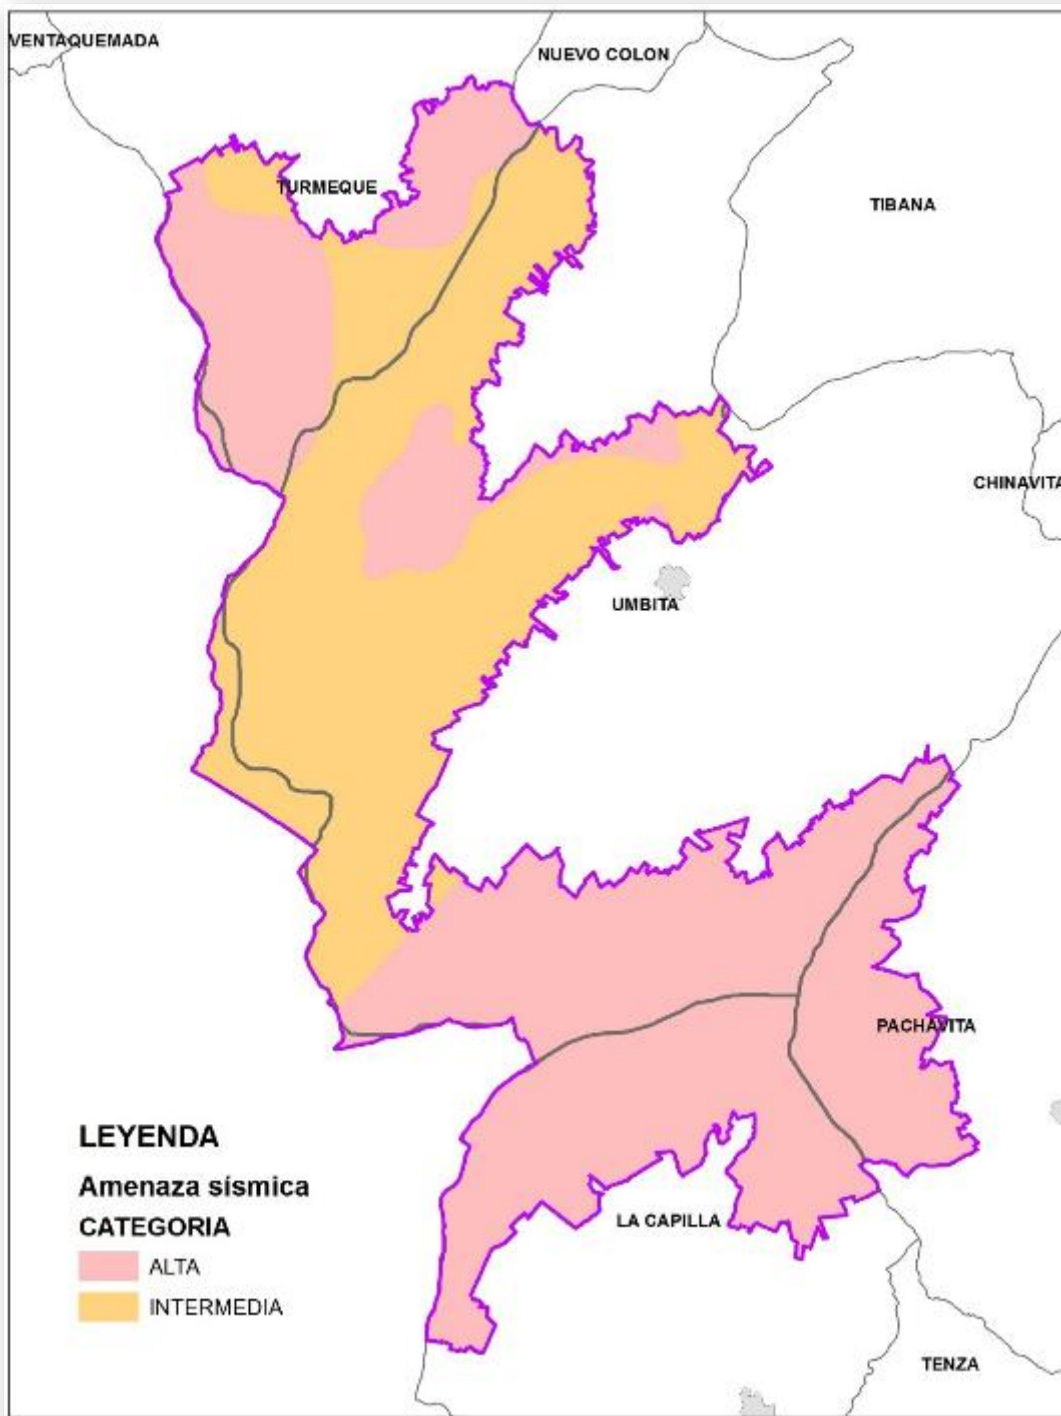 VENTAQUEMADA
NUEVO COLON
TURMEQUE
TIBANA
CHINAVITA
UMBITA
PACHAVITA
LEYENDA
Amenaza sísmica
CATEGORIA
ALTA
INTERMEDIA
LA CAPILLA
TENZA